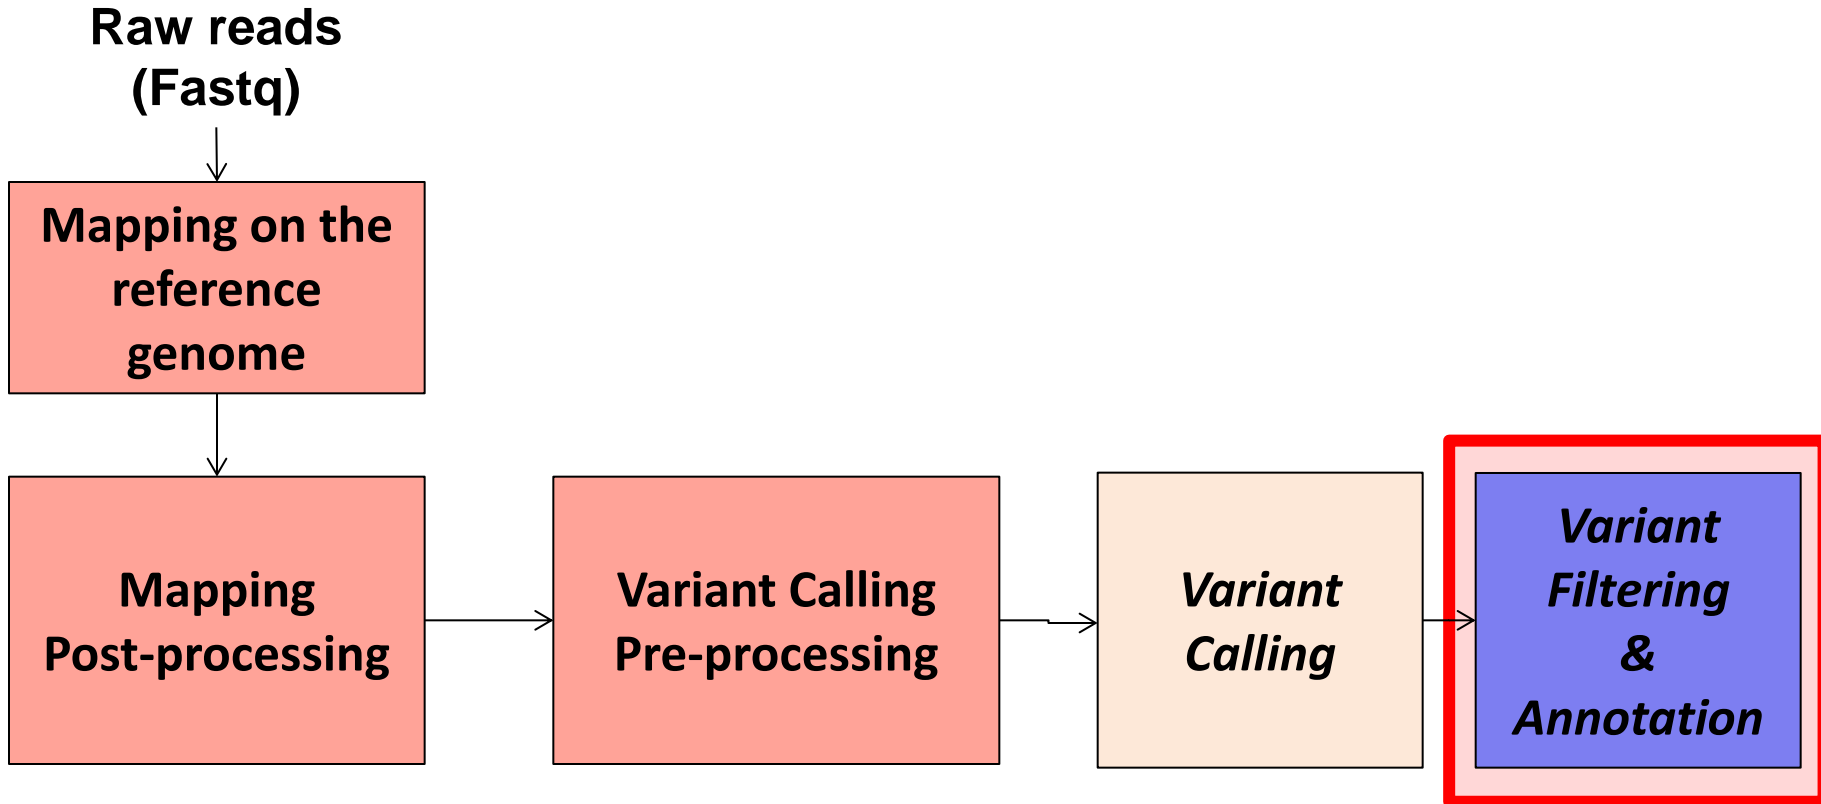 Raw reads
(Fastq)
Mapping on the
reference
genome
Mapping
Post-processing
Variant Calling
Pre-processing
Variant
Calling
Variant
Filtering
&
Annotation